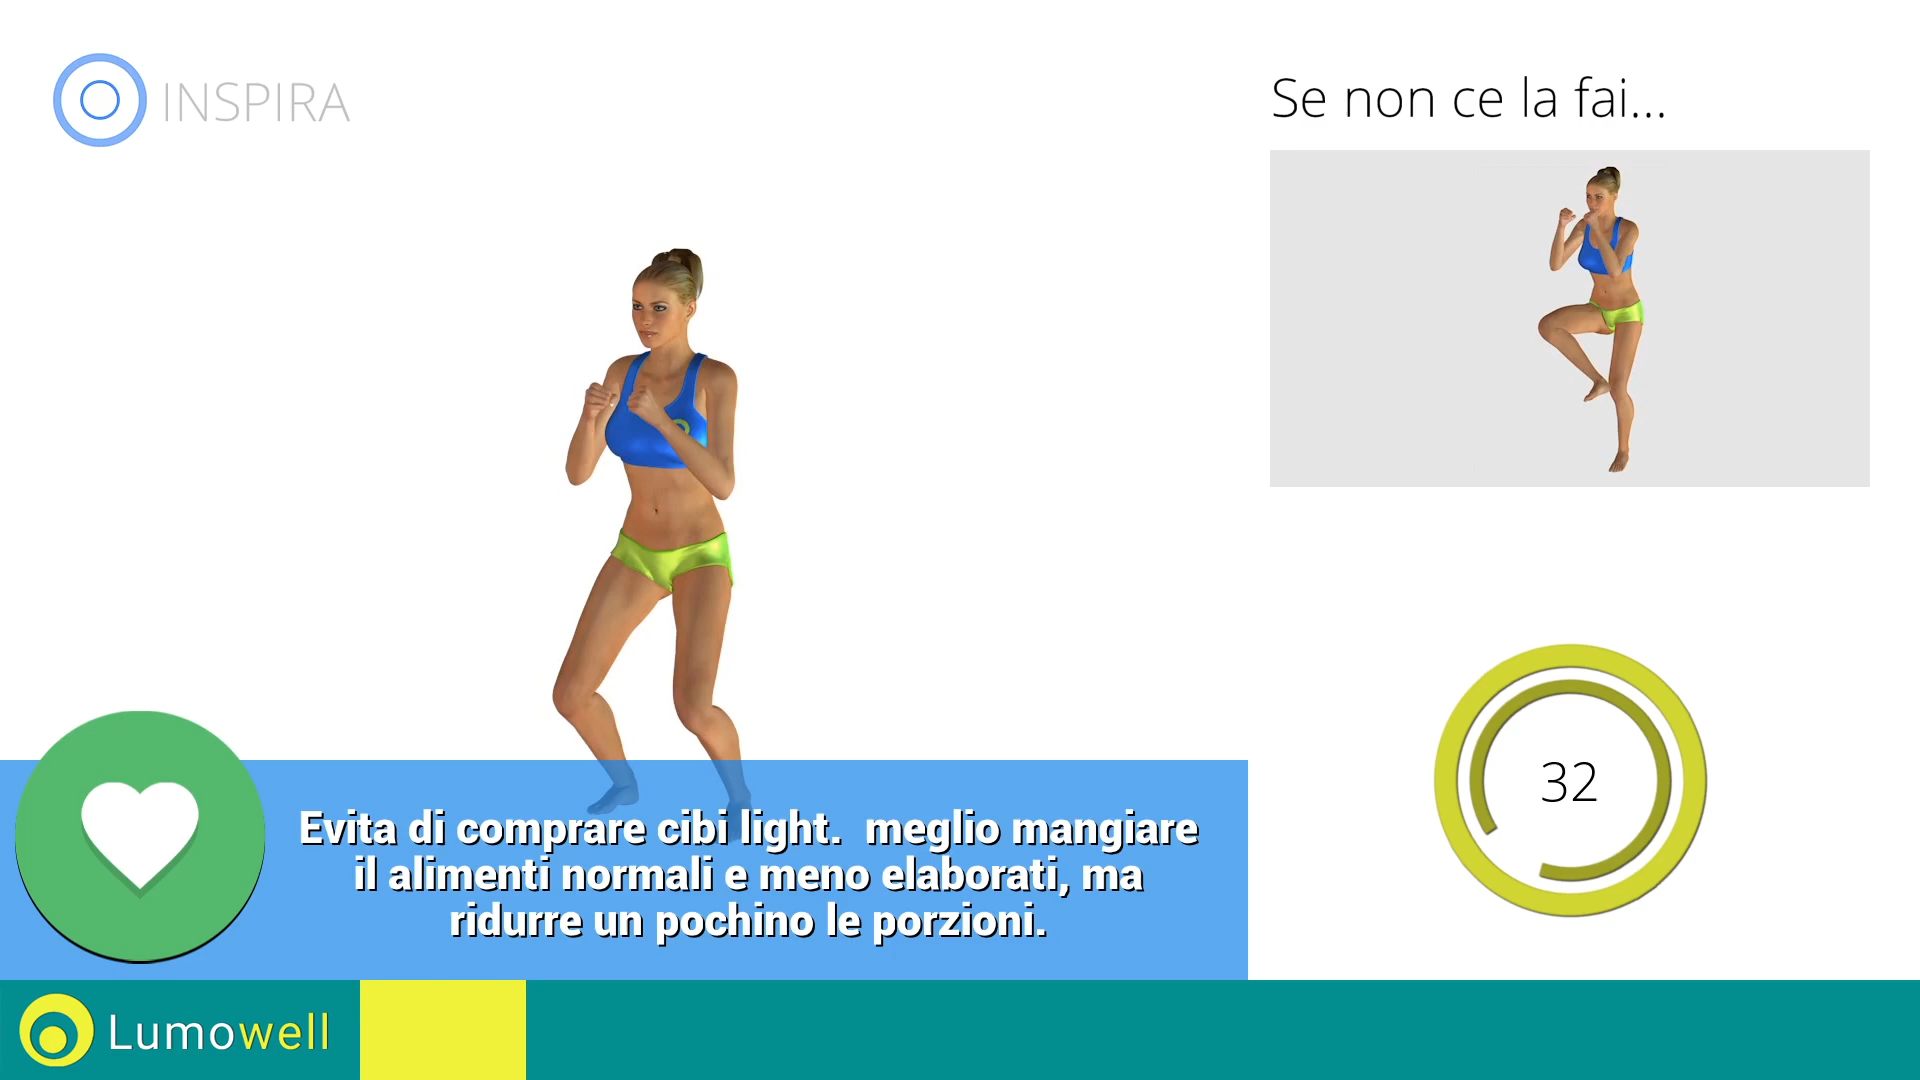 INSPIRA
Se non ce la fai...
32
Evita di comprare cibi light.  meglio mangiare
il alimenti normali e meno elaborati, ma
ridurre un pochino le porzioni.
Lumowell